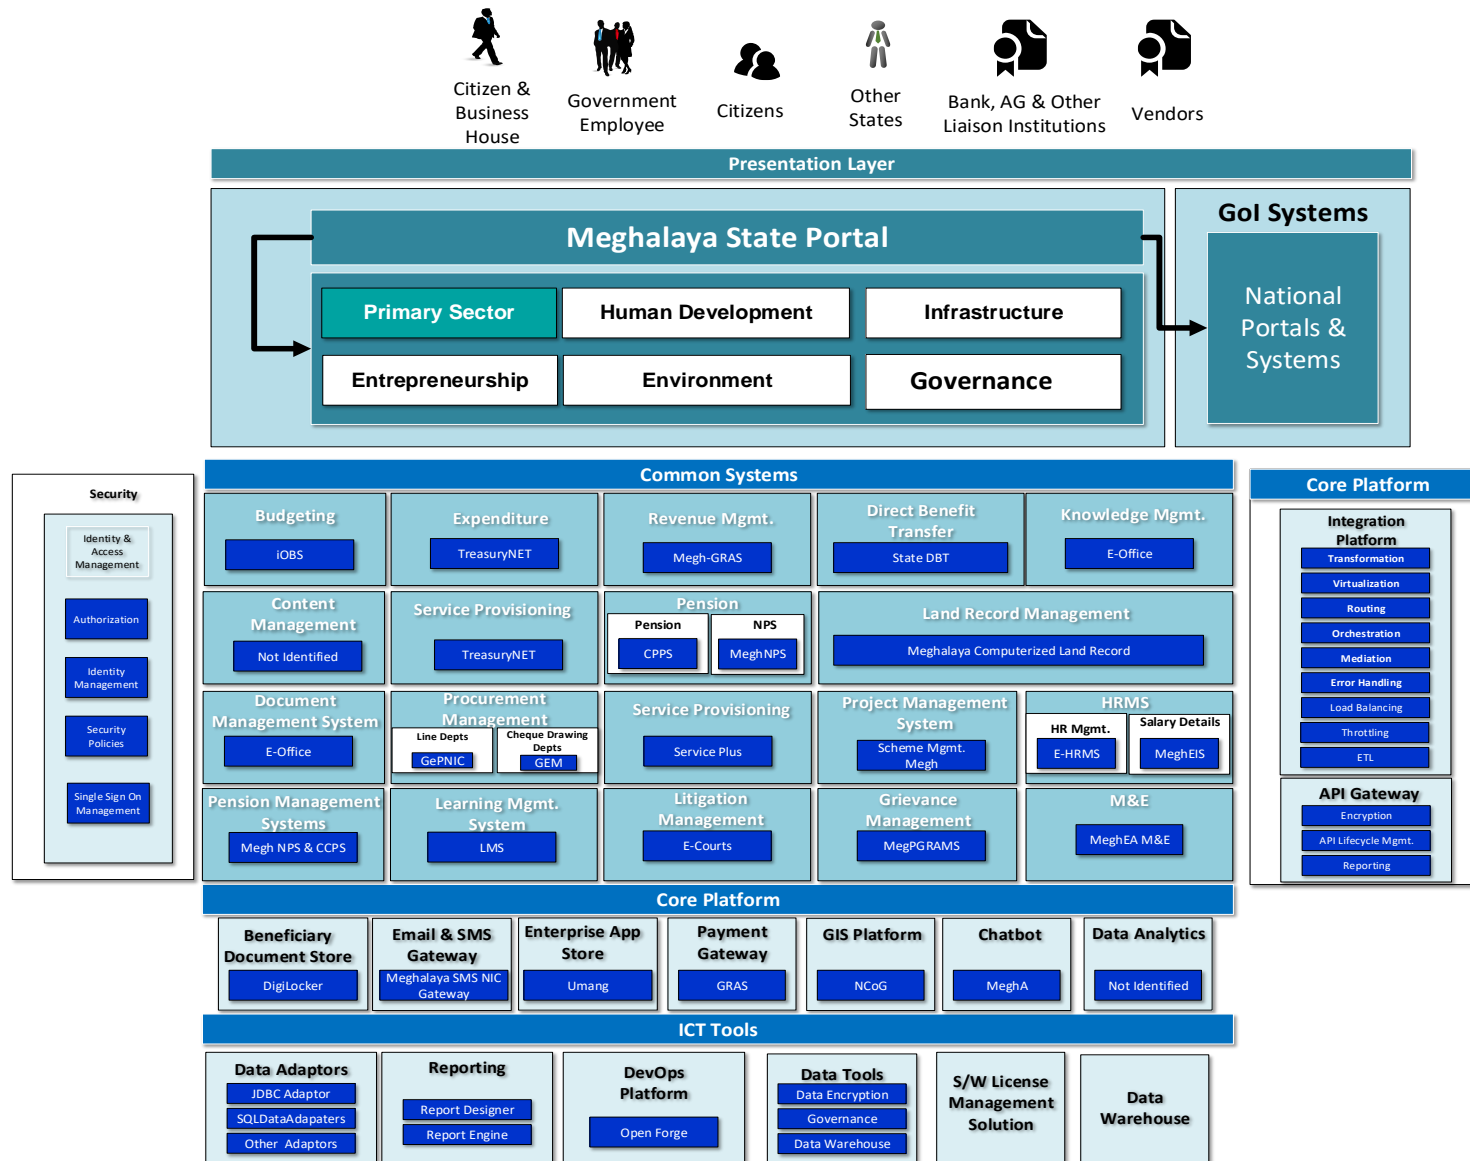 Citizen &
Business
House
Government
Employee
Citizens
Other
States
Bank, AG & Other
Liaison Institutions
Vendors
Presentation Layer
Meghalaya State Portal
Primary Sector
Human Development
Infrastructure
Entrepreneurship
Environment
Governance
GoI Systems
National
Portals &
Systems
Security
Identity &
Access
Management
Authorization
Identity
Management
Security
Policies
Single Sign On
Management
Common Systems
Budgeting
iOBS
Expenditure
TreasuryNET
Revenue Mgmt.
Megh-GRAS
Direct Benefit
Transfer
State DBT
Knowledge Mgmt.
E-Office
Content
Management
Not Identified
Service Provisioning
TreasuryNET
Pension
Pension
CPPS
NPS
MeghNPS
Land Record Management
Meghalaya Computerized Land Record
Document
Management System
E-Office
Procurement
Management
Line Depts
GePNIC
Cheque Drawing
Depts
GEM
Service Provisioning
Service Plus
Project Management
System
Scheme Mgmt.
Megh
HRMS
HR Mgmt.
E-HRMS
Salary Details
MeghEIS
Pension Management
Systems
Megh NPS & CCPS
Learning Mgmt.
System
LMS
Litigation
Management
E-Courts
Grievance
Management
MegPGRAMS
M&E
MeghEA M&E
Core Platform
Integration
Platform
Transformation
Virtualization
Routing
Orchestration
Mediation
Error Handling
Load Balancing
Throttling
ETL
API Gateway
Encryption
API Lifecycle Mgmt.
Reporting
Core Platform
Beneficiary
Document Store
DigiLocker
Email & SMS
Gateway
Meghalaya SMS NIC
Gateway
Enterprise App
Store
Umang
Payment
Gateway
GRAS
GIS Platform
NCoG
Chatbot
MeghA
Data Analytics
Not Identified
ICT Tools
Data Adaptors
JDBC Adaptor
SQLDataAdapaters
Other Adaptors
Reporting
Report Designer
Report Engine
DevOps
Platform
Open Forge
Data Tools
Data Encryption
Governance
Data Warehouse
S/W License
Management
Solution
Data
Warehouse